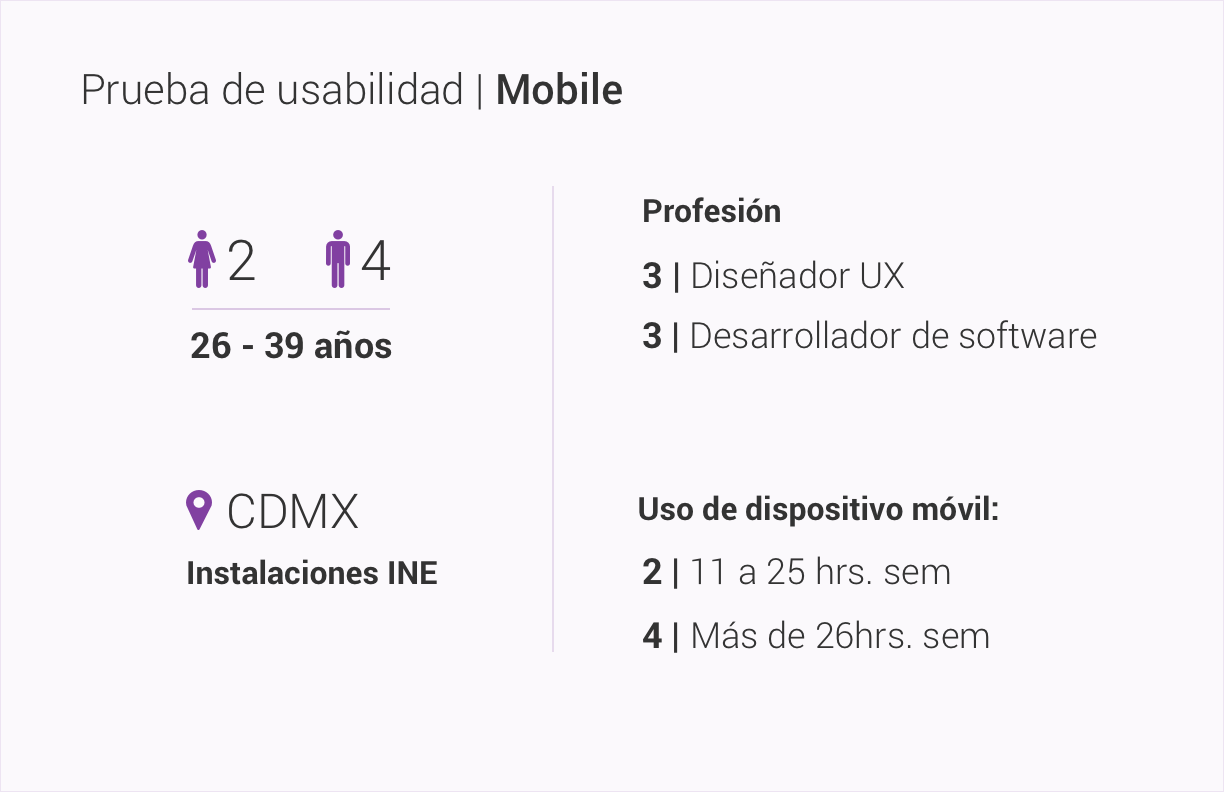 Prueba de usabilidad | Mobile
2 4
26 - 39 años
CDMX
Instalaciones INE
Profesión
3 | Diseñador UX
3 | Desarrollador de software
Uso de dispositivo móvil:
2 | 11 a 25 hrs. sem
4 | Más de 26hrs. sem